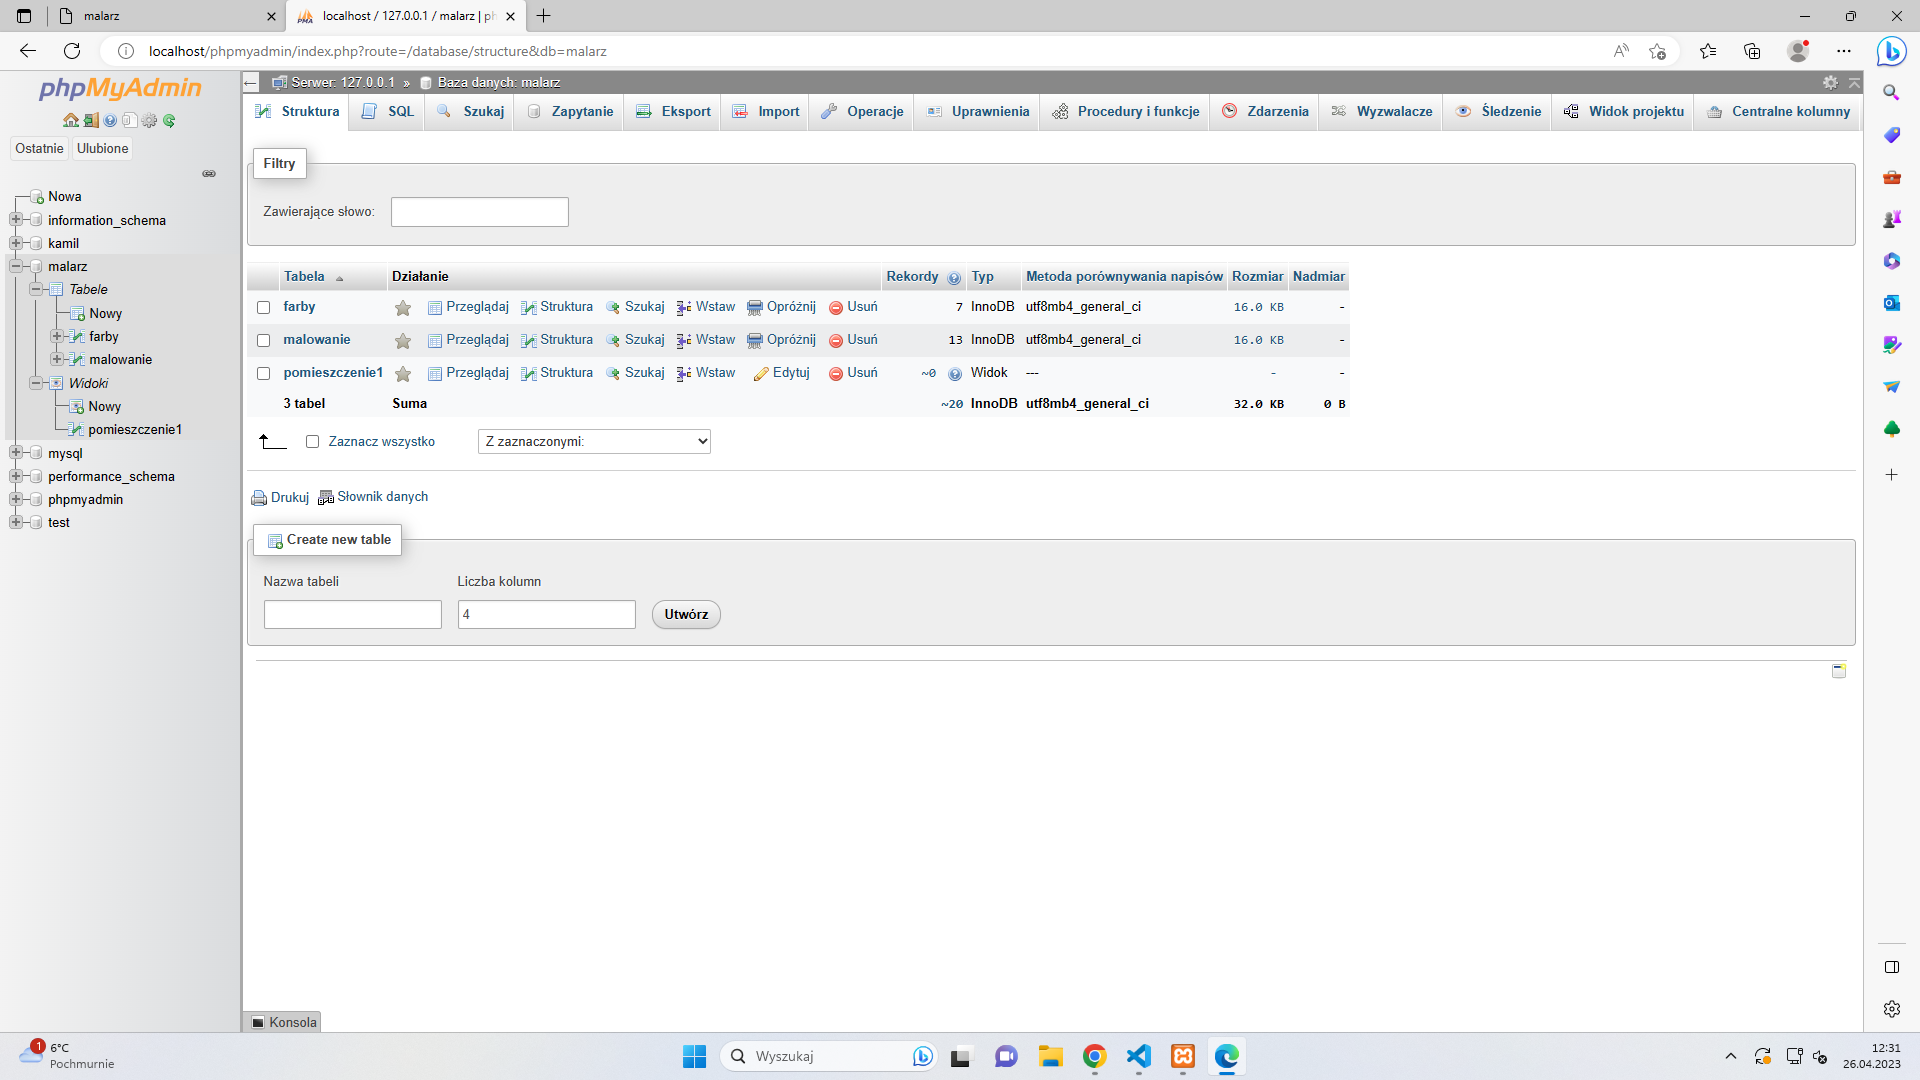 malarz
localhost / 127.0.0.1 / malarz | ph
localhost/phpmyadmin/index.php?route=/database/structure&db=malarz
phpMyAdmin
Ostatnie Ulubione
Nowa
information_schema
kamil
malarz
Tabele
Nowy
farby
malowanie
Widoki
Nowy
pomieszczenie1
mysql
performance_schema
phpmyadmin
test
Serwer: 127.0.0.1 » Baza danych: malarz
Struktura SQL Szukaj Zapytanie Eksport Import Operacje Uprawnienia Procedury i funkcje Zdarzenia Wyzwalacze Śledzenie Widok projektu Centralne kolumny
Filtry
Zawierające słowo:
Tabela Działanie Rekordy Typ Metoda porównywania napisów Rozmiar Nadmiar
farby Przeglądaj Struktura Szukaj Wstaw Opróżnij Usuń 7 InnoDB utf8mb4_general_ci 16.0 KB -
malowanie Przeglądaj Struktura Szukaj Wstaw Opróżnij Usuń 13 InnoDB utf8mb4_general_ci 16.0 KB -
pomieszczenie1 Przeglądaj Struktura Szukaj Wstaw Edytuj Usuń ~0 Widok --- - -
3 tabel Suma ~20 InnoDB utf8mb4_general_ci 32.0 KB 0 B
Zaznacz wszystko Z zaznaczonymi:
Drukuj Słownik danych
Create new table
Nazwa tabeli Liczba kolumn
4 Utwórz
Konsola
1
6°C
Pochmurnie
Wyszukaj
12:31
26.04.2023